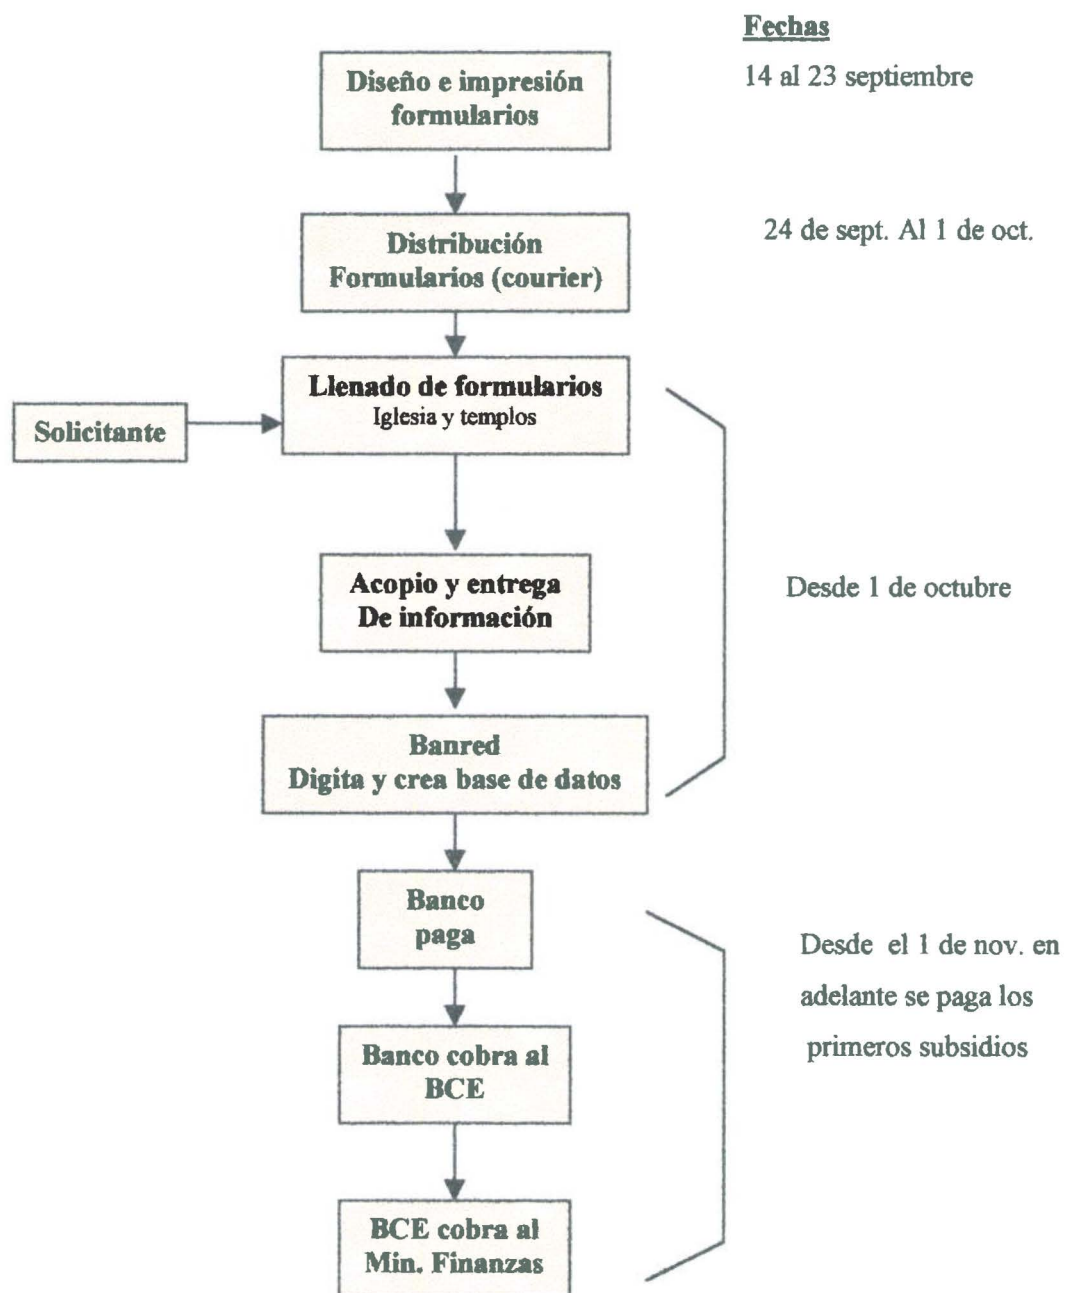 Fechas
Diseño e impresión
formularios
14 al 23 septiembre
Distribución
Formularios (courier)
24 de sept. Al 1 de oct.
Llenado de formularios
Iglesia y templos
Solicitante
Acopio y entrega
De información
Desde 1 de octubre
Banred
Digita y crea base de datos
Banco
paga
Banco cobra al
BCE
BCE cobra al
Min. Finanzas
Desde el 1 de nov. en
adelante se paga los
primeros subsidios